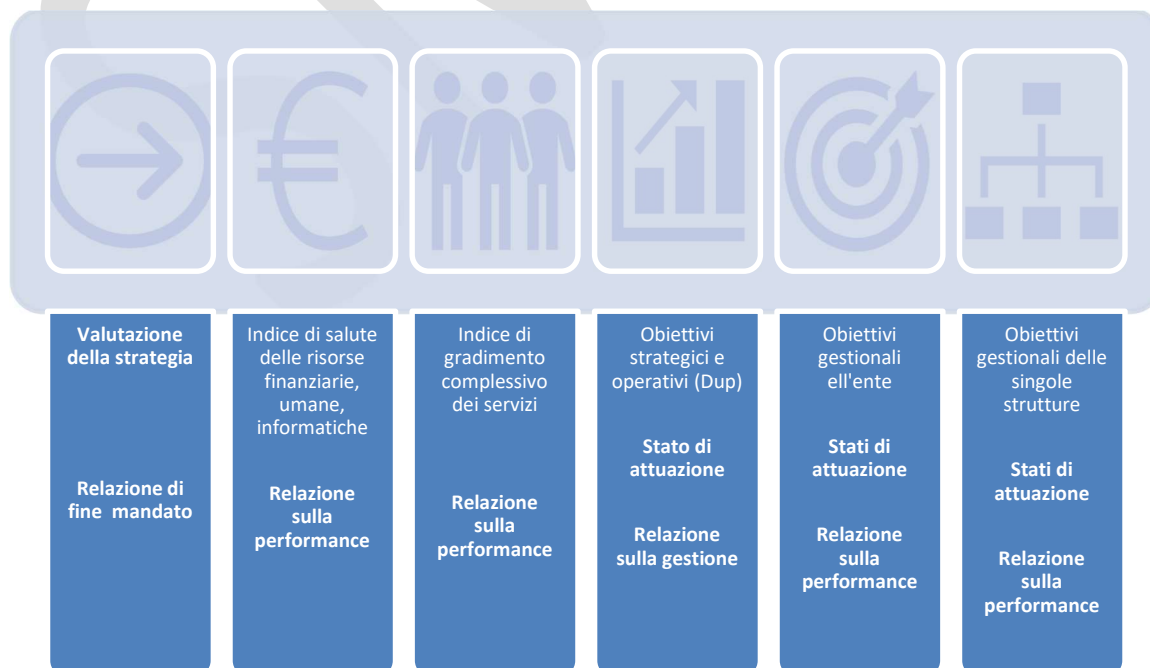 Valutazione
della strategia
Relazione di
fine mandato
Indice di salute
delle risorse
finanziarie,
umane,
informatiche
Relazione
sulla
performance
Indice di
gradimento
complessivo
dei servizi
Relazione
sulla
performance
Obiettivi
strategici e
operativi (Dup)
Stato di
attuazione
Relazione
sulla gestione
Obiettivi
gestionali
ell'ente
Stati di
attuazione
Relazione
sulla
performance
Obiettivi
gestionali delle
singole
strutture
Stati di
attuazione
Relazione
sulla
performance